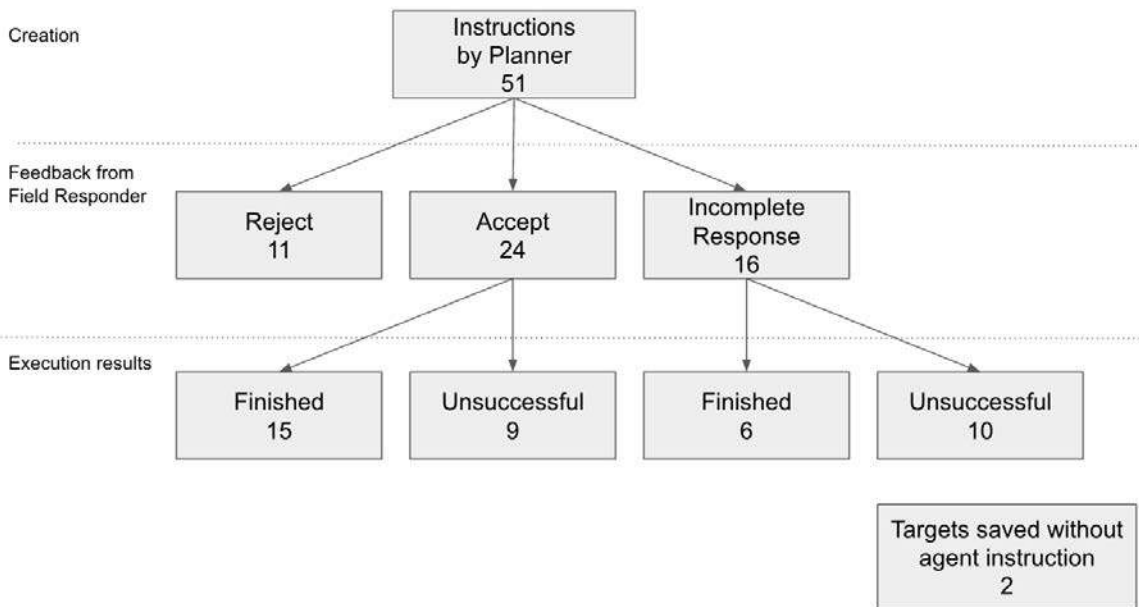 Creation
Instructions
by Planner
51
Feedback from
Field Responder
Reject
11
Accept
24
Incomplete
Response
16
Execution results
Finished
15
Unsuccessful
9
Finished
6
Unsuccessful
10
Targets saved without
agent instruction
2